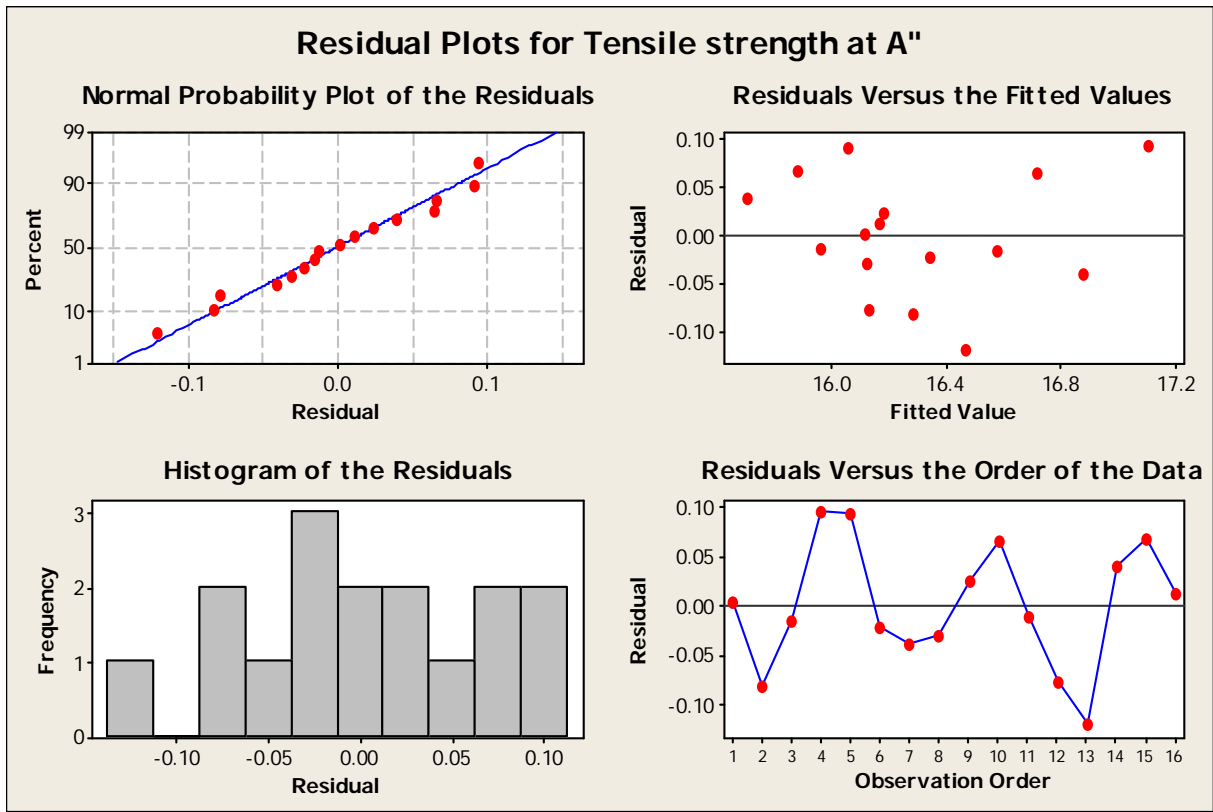 Residual Plots for Tensile strength at A"
Normal Probability Plot of the Residuals
99
90
50
10
1
Percent
-0.1 0.0 0.1
Residual
Residuals Versus the Fitted Values
0.10
0.05
0.00
-0.05
-0.10
Residual
16.0 16.4 16.8 17.2
Fitted Value
Histogram of the Residuals
3
2
1
0
Frequency
-0.10 -0.05 0.00 0.05 0.10
Residual
Residuals Versus the Order of the Data
0.10
0.05
0.00
-0.05
-0.10
Residual
1 2 3 4 5 6 7 8 9 10 11 12 13 14 15 16
Observation Order